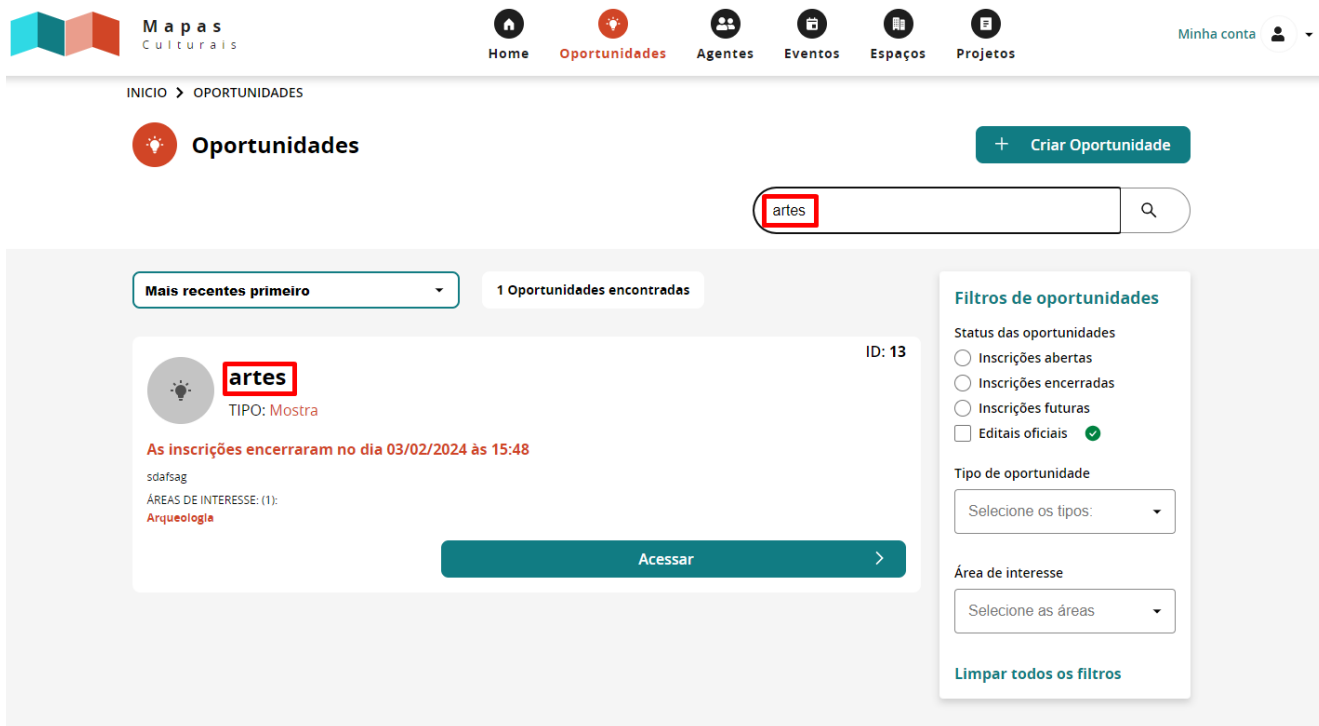 Mapas
Culturais
Home
Oportunidades
Agentes
Eventos
Espaços
Projetos
Minha conta
INICIO > OPORTUNIDADES
Oportunidades
+ Criar Oportunidade
artes
Mais recentes primeiro
1 Oportunidades encontradas
ID: 13
artes
TIPO: Mostra
As inscrições encerraram no dia 03/02/2024 às 15:48
sdafsag
ÁREAS DE INTERESSE: (1):
Arqueologia
Acessar
Filtros de oportunidades
Status das oportunidades
Inscrições abertas
Inscrições encerradas
Inscrições futuras
Editais oficiais
Tipo de oportunidade
Selecione os tipos:
Área de interesse
Selecione as áreas
Limpar todos os filtros